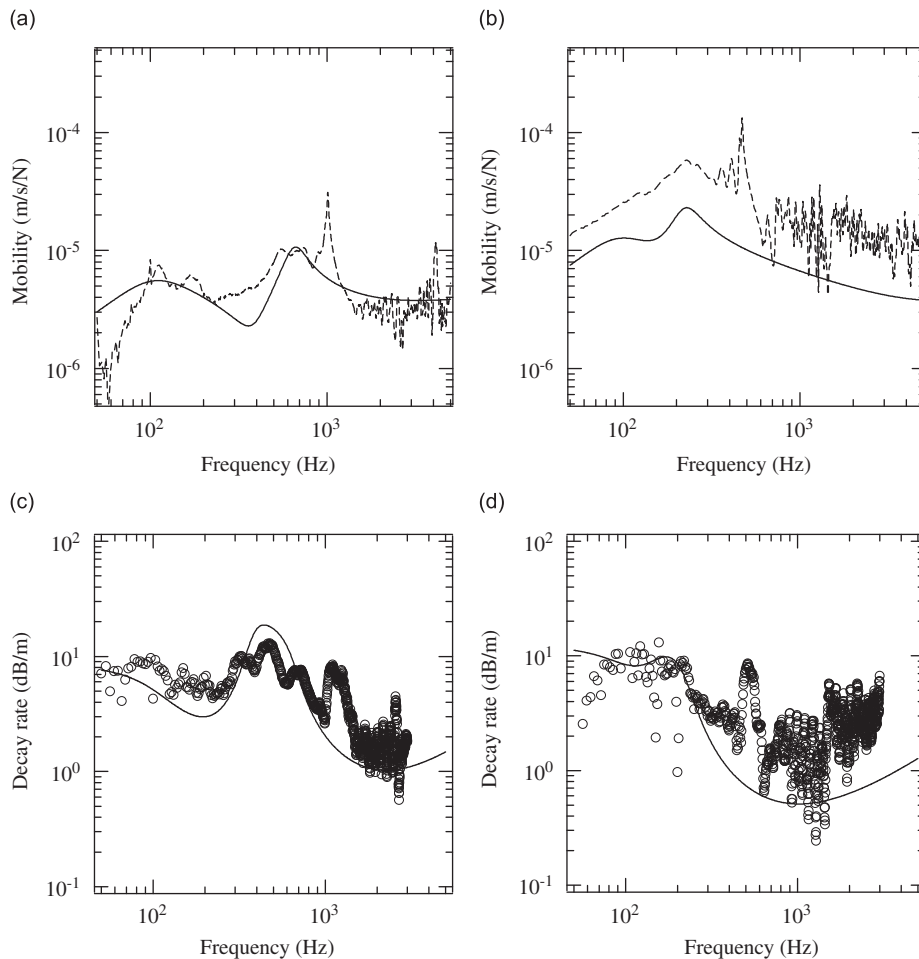 (a)
(b)
10^-4
10^-5
10^-6
Mobility (m/s/N)
10^2
10^3
Frequency (Hz)
10^-4
10^-5
10^-6
Mobility (m/s/N)
10^2
10^3
Frequency (Hz)
(c)
(d)
10^2
10^1
10^0
10^-1
Decay rate (dB/m)
10^2
10^3
Frequency (Hz)
10^2
10^1
10^0
10^-1
Decay rate (dB/m)
10^2
10^3
Frequency (Hz)